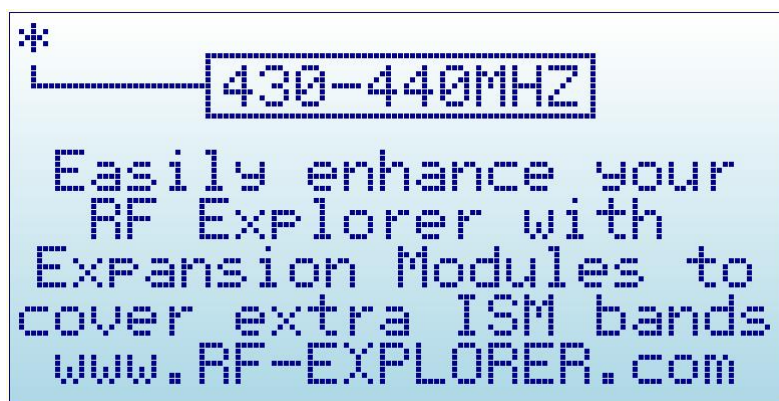 *
430-440MHZ
Easily enhance your
RF Explorer with
Expansion Modules to
cover extra ISM bands
www.RF-EXPLORER.com